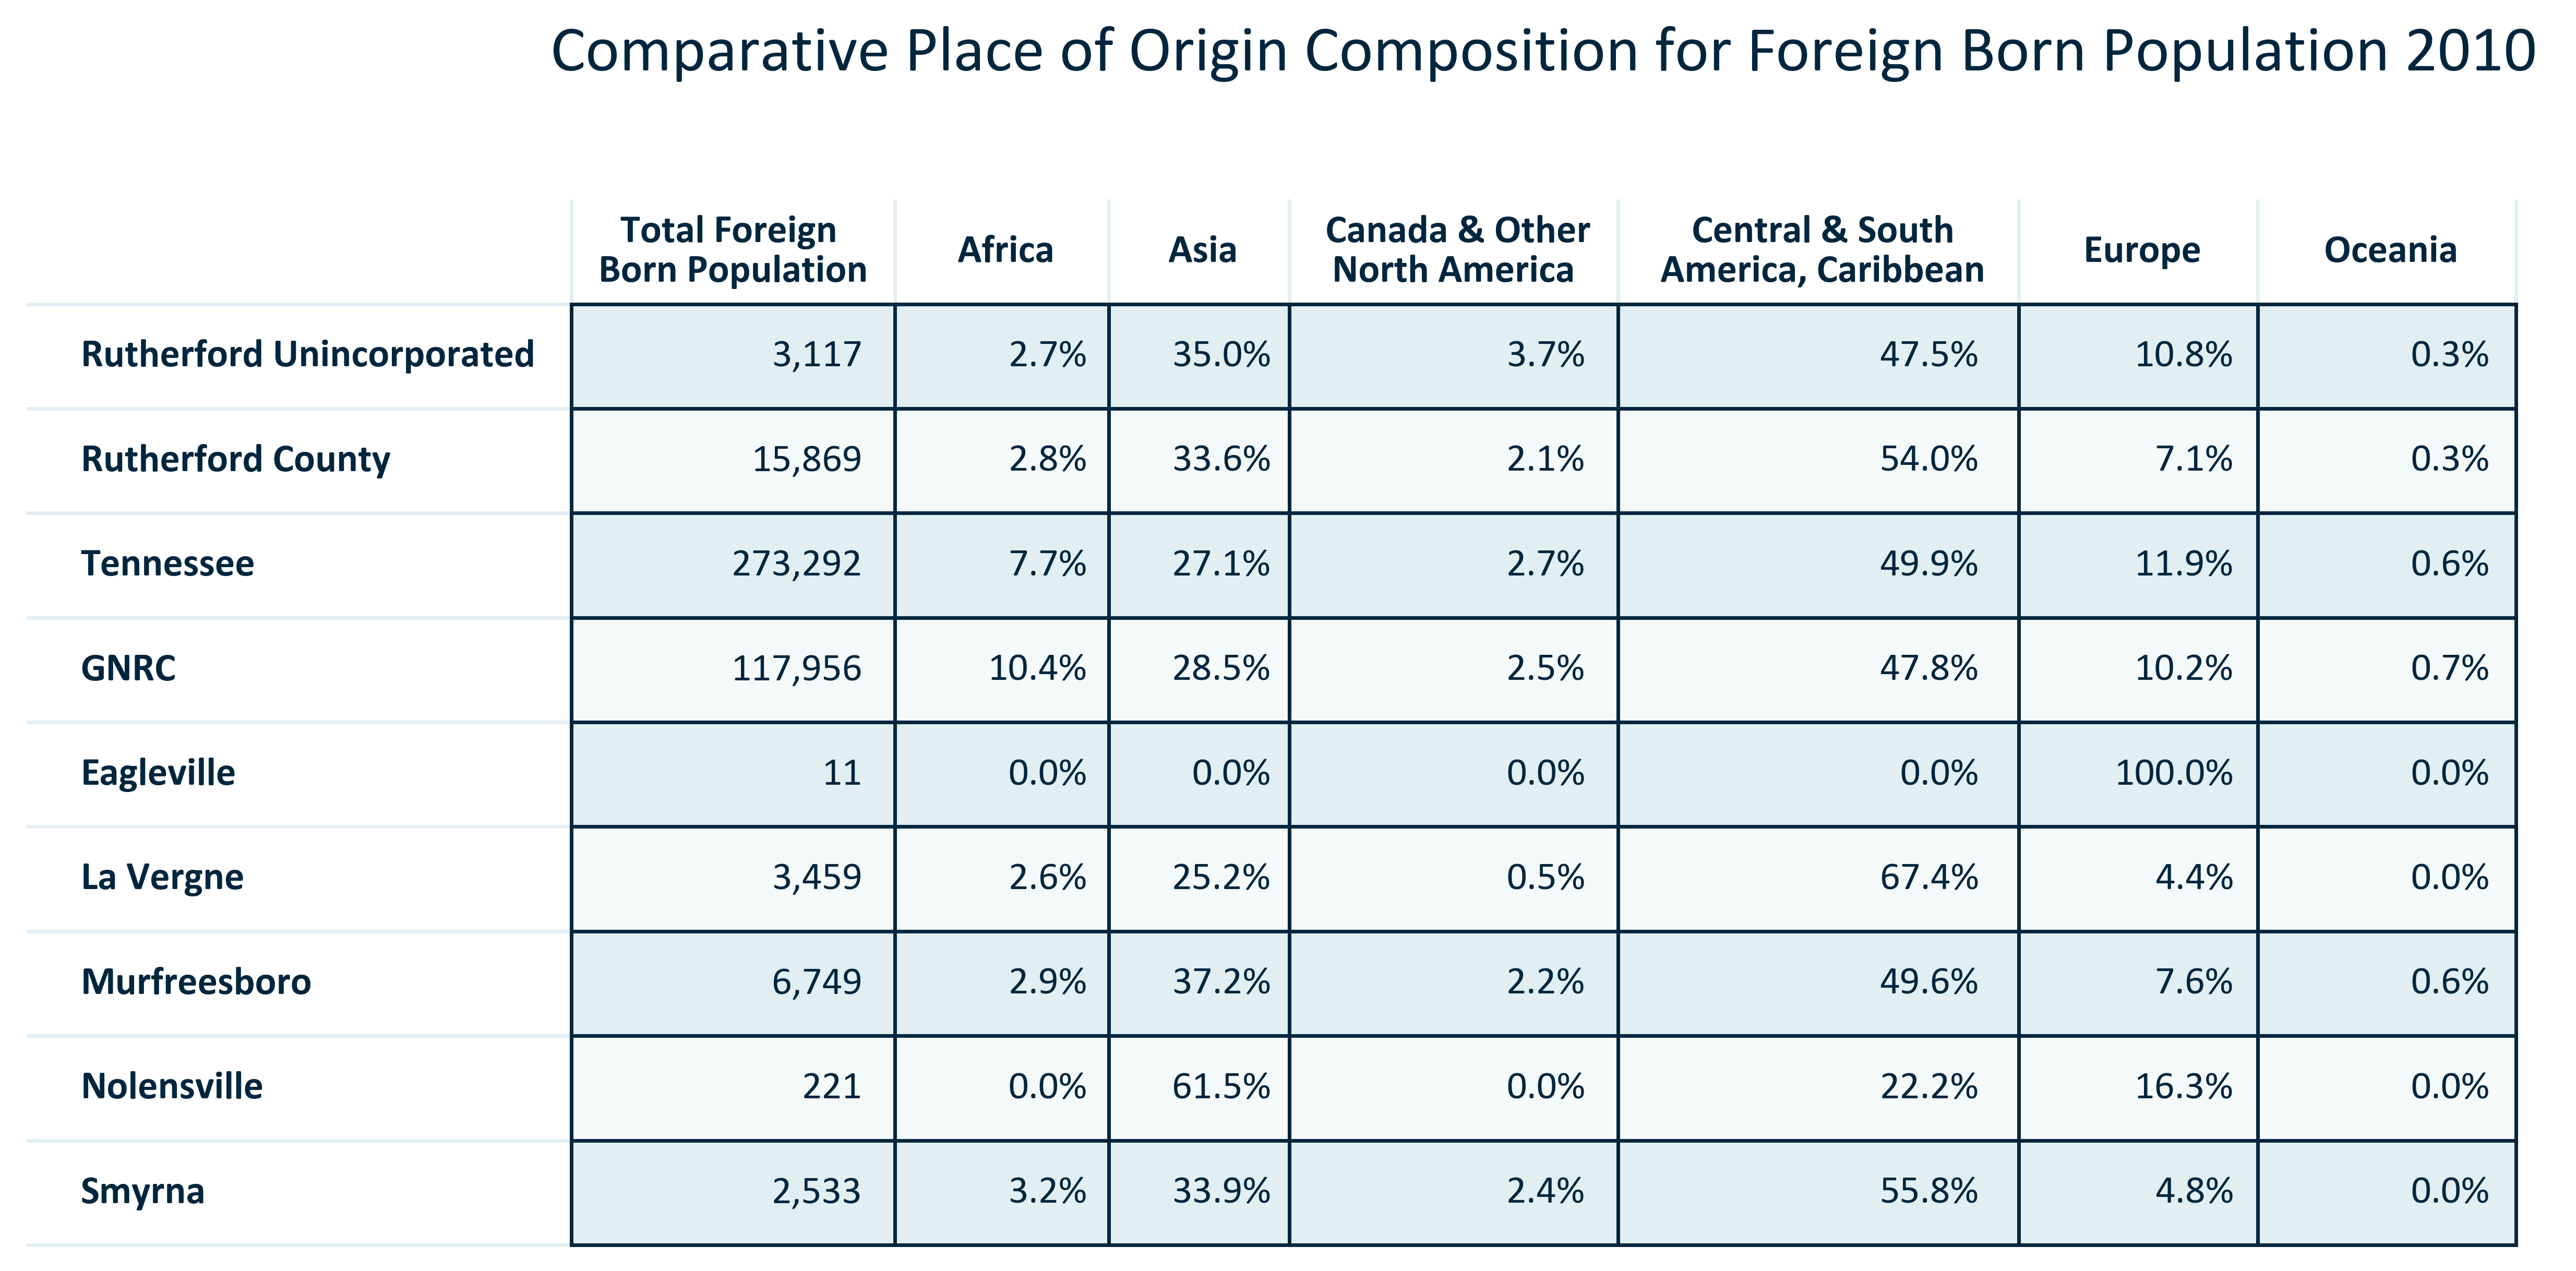 Comparative Place of Origin Composition for Foreign Born Population 2010
Total Foreign Born Population Africa Asia Canada & Other North America Central & South America, Caribbean Europe Oceania
Rutherford Unincorporated 3,117 2.7% 35.0% 3.7% 47.5% 10.8% 0.3%
Rutherford County 15,869 2.8% 33.6% 2.1% 54.0% 7.1% 0.3%
Tennessee 273,292 7.7% 27.1% 2.7% 49.9% 11.9% 0.6%
GNRC 117,956 10.4% 28.5% 2.5% 47.8% 10.2% 0.7%
Eagleville 11 0.0% 0.0% 0.0% 0.0% 100.0% 0.0%
La Vergne 3,459 2.6% 25.2% 0.5% 67.4% 4.4% 0.0%
Murfreesboro 6,749 2.9% 37.2% 2.2% 49.6% 7.6% 0.6%
Nolensville 221 0.0% 61.5% 0.0% 22.2% 16.3% 0.0%
Smyrna 2,533 3.2% 33.9% 2.4% 55.8% 4.8% 0.0%